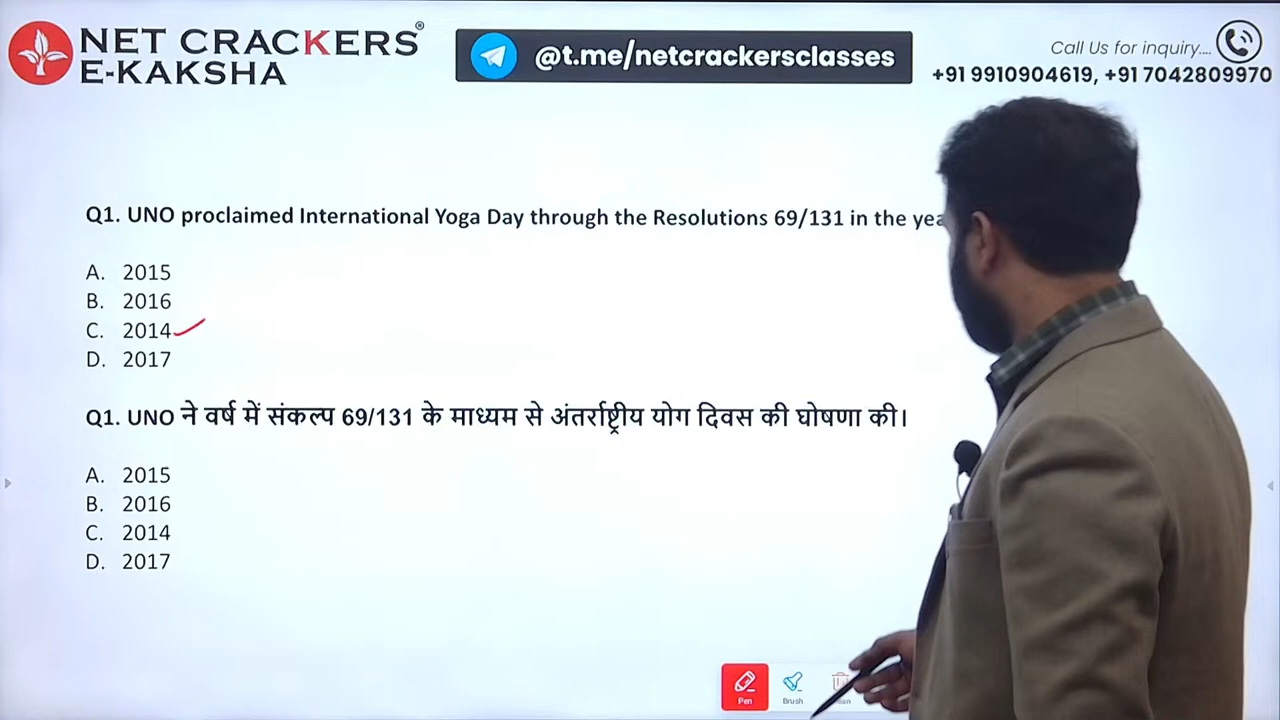 NET CRACKERS®
E-KAKSHA
@t.me/netcrackersclasses
Call Us for inquiry....
+91 9910904619, +91 7042809970
Q1. UNO proclaimed International Yoga Day through the Resolutions 69/131 in the
A. 2015
B. 2016
C. 2014
D. 2017
Q1. UNO ने वर्ष में संकल्प 69/131 के माध्यम से अंतर्राष्ट्रीय योग दिवस की घोषणा की।
A. 2015
B. 2016
C. 2014
D. 2017
Pen
Brush